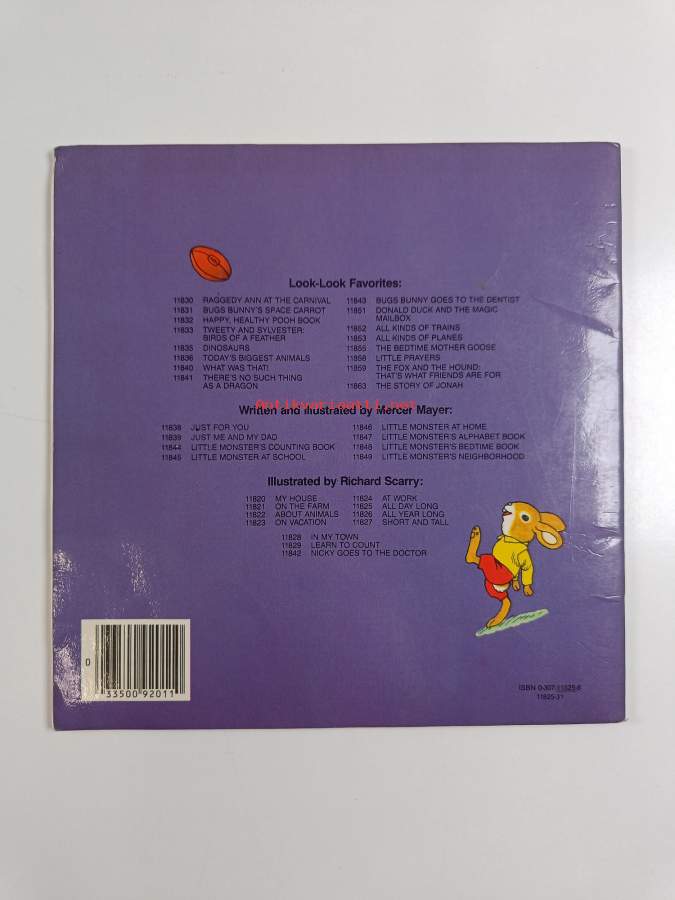 Look-Look Favorites:
11830 RAGGEDY ANN AT THE CARNIVAL
11831 BUGS BUNNY'S SPACE CARROT
11832 HAPPY, HEALTHY POOH BOOK
11833 TWEETY AND SYLVESTER:
BIRDS OF A FEATHER
11835 DINOSAURS
11836 TODAY'S BIGGEST ANIMALS
11840 WHAT WAS THAT!
11841 THERE'S NO SUCH THING
AS A DRAGON
11843 BUGS BUNNY GOES TO THE DENTIST
11851 DONALD DUCK AND THE MAGIC
MAILBOX
11852 ALL KINDS OF TRAINS
11853 ALL KINDS OF PLANES
11855 THE BEDTIME MOTHER GOOSE
11858 LITTLE PRAYERS
11859 THE FOX AND THE HOUND:
THAT'S WHAT FRIENDS ARE FOR
11863 THE STORY OF JONAH
Antikvariaatti.net
Written and Illustrated by Mercer Mayer:
11838 JUST FOR YOU
11839 JUST ME AND MY DAD
11844 LITTLE MONSTER'S COUNTING BOOK
11845 LITTLE MONSTER AT SCHOOL
11846 LITTLE MONSTER AT HOME
11847 LITTLE MONSTER'S ALPHABET BOOK
11848 LITTLE MONSTER'S BEDTIME BOOK
11849 LITTLE MONSTER'S NEIGHBORHOOD
Illustrated by Richard Scarry:
11820 MY HOUSE
11821 ON THE FARM
11822 ABOUT ANIMALS
11823 ON VACATION
11824 AT WORK
11825 ALL DAY LONG
11826 ALL YEAR LONG
11827 SHORT AND TALL
11828 IN MY TOWN
11829 LEARN TO COUNT
11842 NICKY GOES TO THE DOCTOR
0
33500 92011
ISBN 0-307-11825-8
11825-31